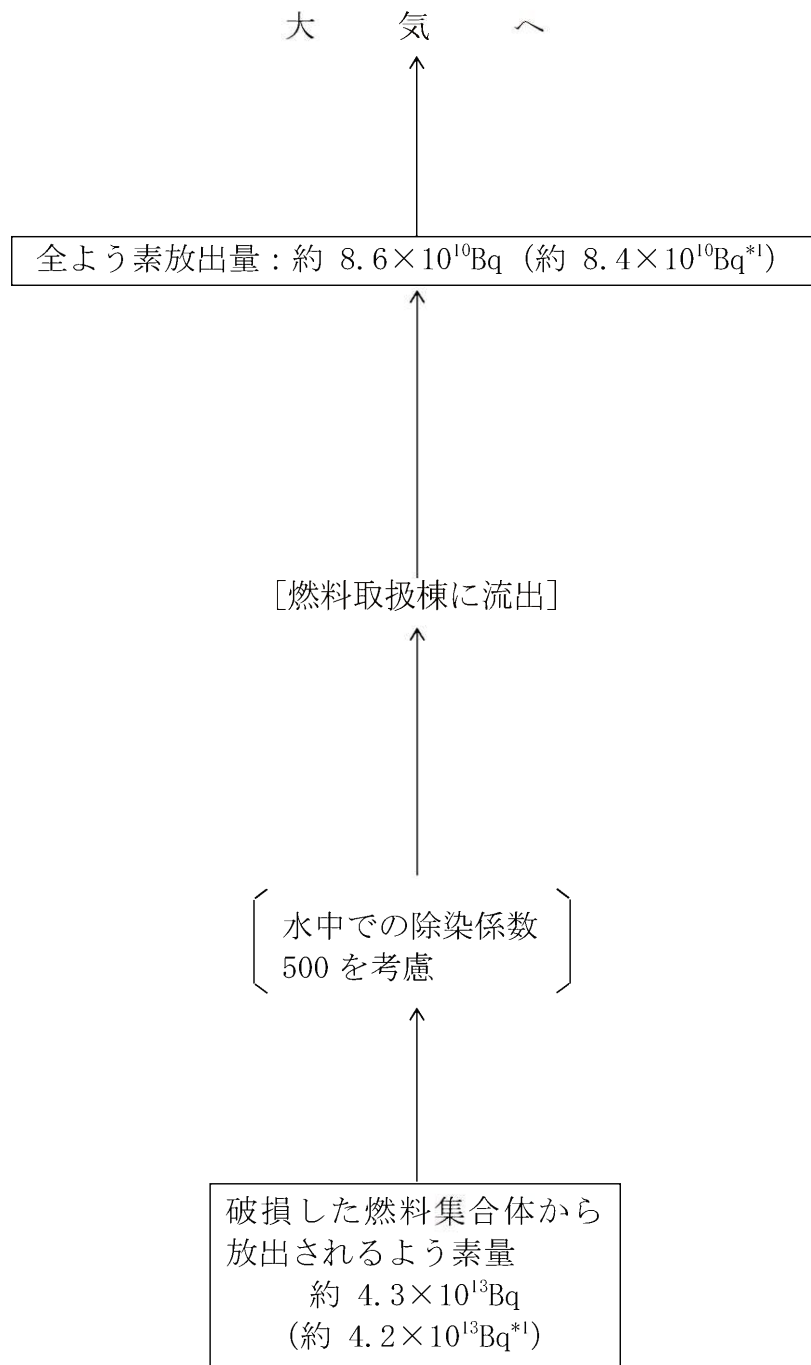 大気へ
全よう素放出量：約 8.6×10¹⁰Bq（約 8.4×10¹⁰Bq*¹）
[燃料取扱棟に流出]
水中での除染係数
500 を考慮
破損した燃料集合体から
放出されるよう素量
約 4.3×10¹³Bq
（約 4.2×10¹³Bq*¹）